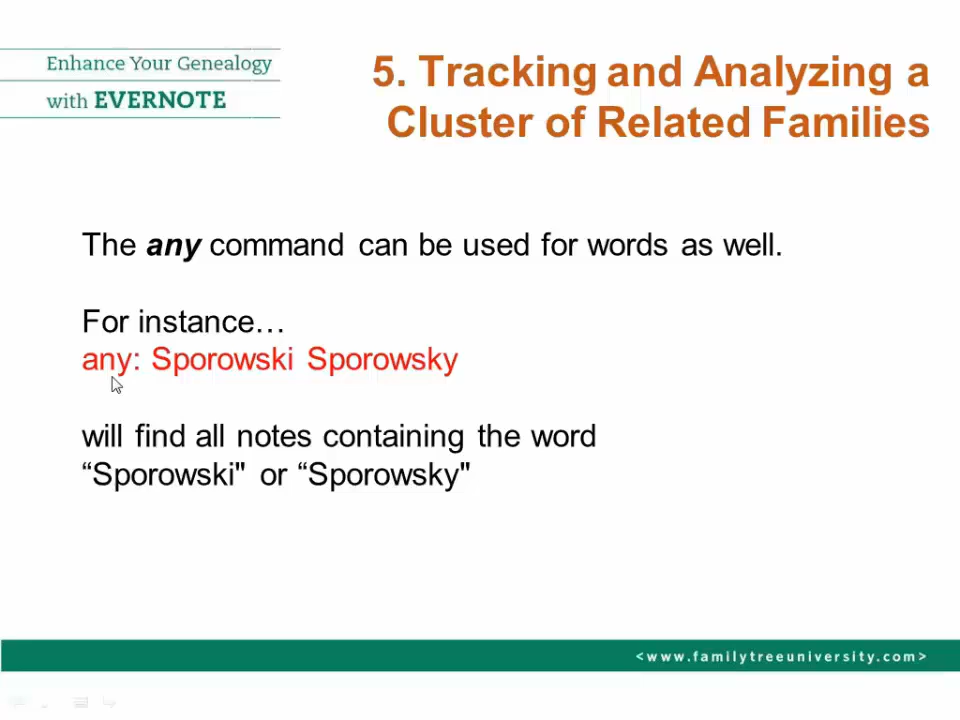 Enhance Your Genealogy
with EVERNOTE
5. Tracking and Analyzing a
Cluster of Related Families
The any command can be used for words as well.
For instance…
any: Sporowski Sporowsky
will find all notes containing the word
“Sporowski" or “Sporowsky"
<www.familytreeuniversity.com>